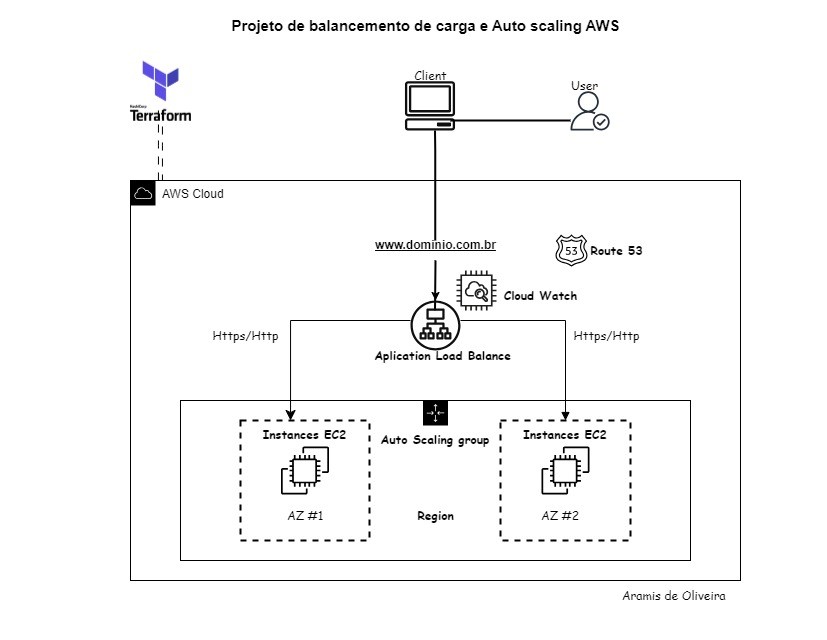 Projeto de balancemento de carga e Auto scaling AWS
Client
User
HashiCorp
Terraform
AWS Cloud
www.dominio.com.br
53
Route 53
Cloud Watch
Https/Http
Https/Http
Aplication Load Balance
Instances EC2
Auto Scaling group
Instances EC2
AZ #1
Region
AZ #2
Aramis de Oliveira